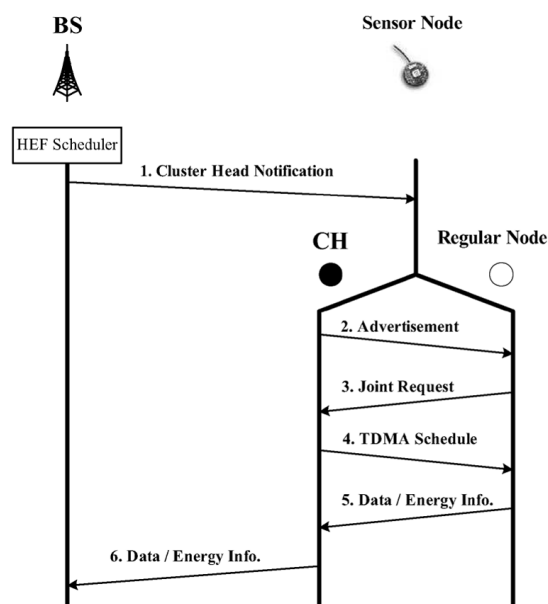 BS
Sensor Node
HEF Scheduler
1. Cluster Head Notification
CH
Regular Node
2. Advertisement
3. Joint Request
4. TDMA Schedule
5. Data / Energy Info.
6. Data / Energy Info.